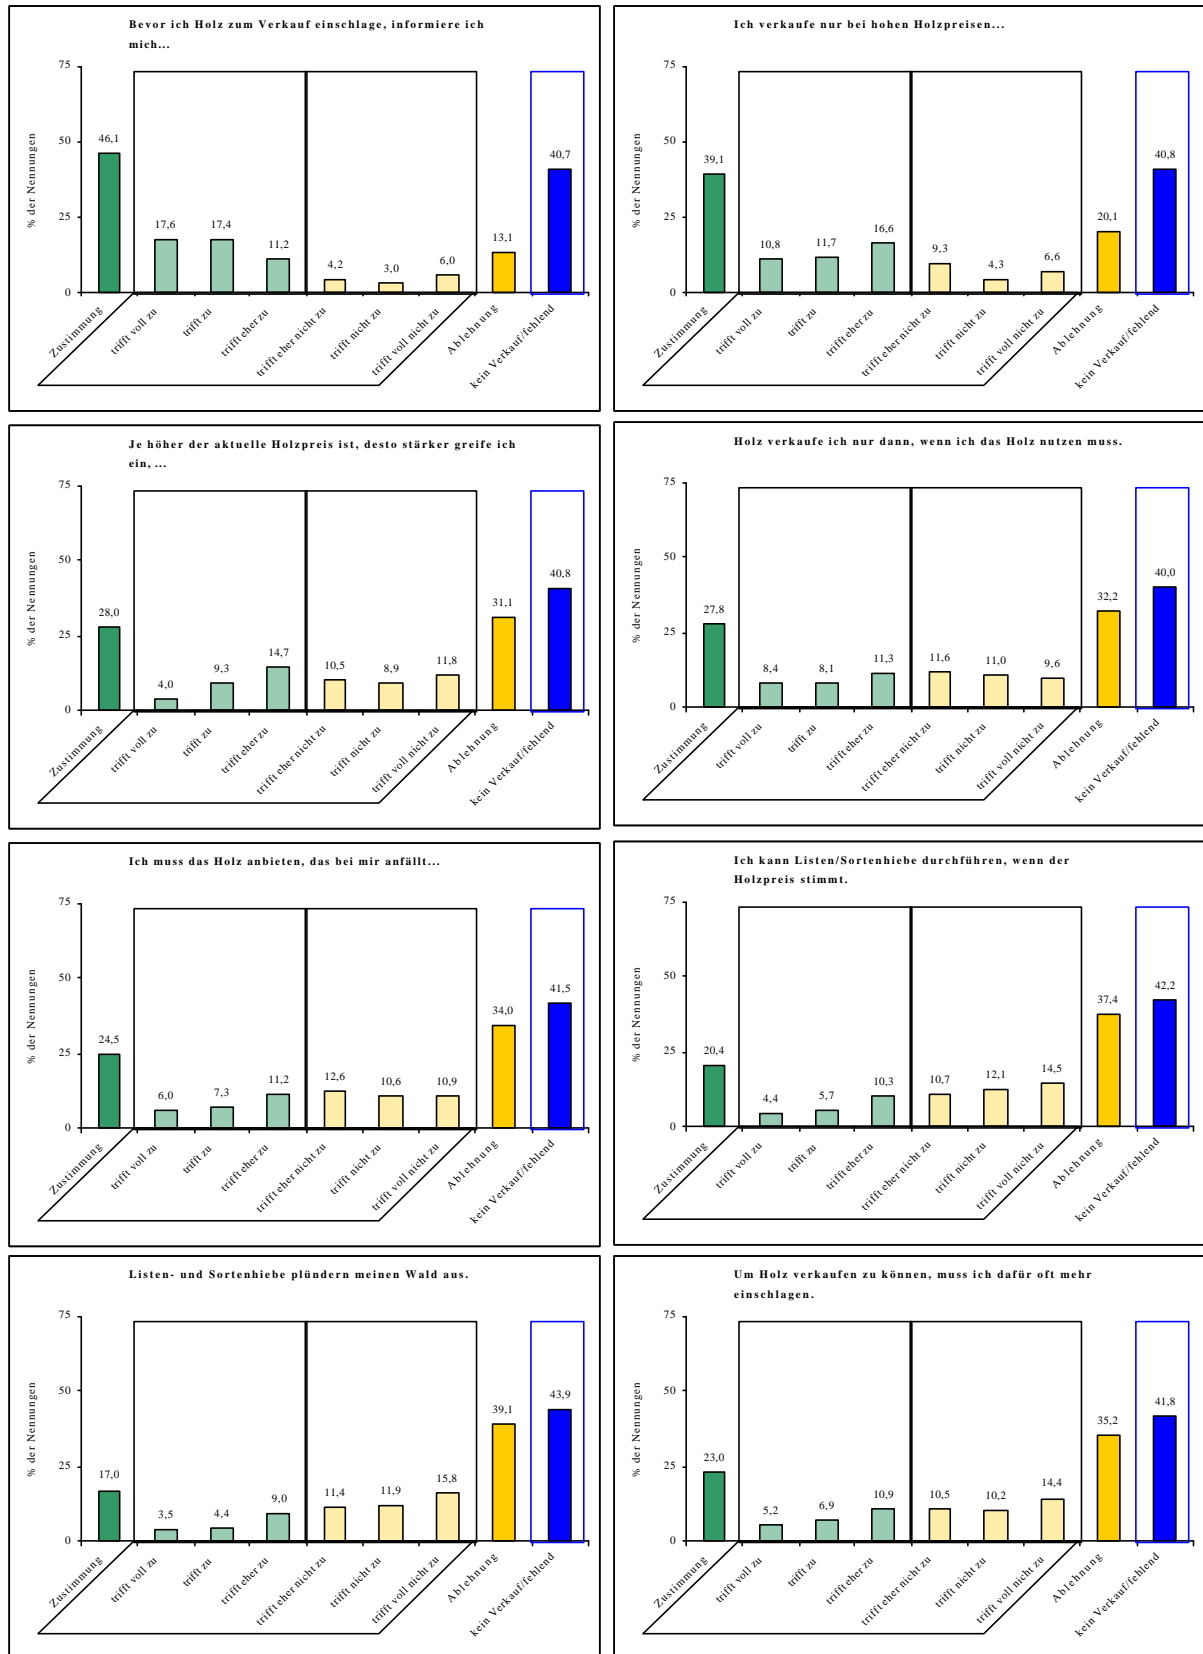 Bevor ich Holz zum Verkauf einschlage, informiere ich
mich...
% der Nennungen
75
50
25
0
46,1
17,6
17,4
11,2
4,2
3,0
6,0
13,1
40,7
Zustimmung
trifft voll zu
trifft zu
trifft eher zu
trifft eher nicht zu
trifft nicht zu
trifft voll nicht zu
Ablehnung
kein Verkauf/fehlend
Ich verkaufe nur bei hohen Holzpreisen...
% der Nennungen
75
50
25
0
39,1
10,8
11,7
16,6
9,3
4,3
6,6
20,1
40,8
Zustimmung
trifft voll zu
trifft zu
trifft eher zu
trifft eher nicht zu
trifft nicht zu
trifft voll nicht zu
Ablehnung
kein Verkauf/fehlend
Je höher der aktuelle Holzpreis ist, desto stärker greife ich
ein, ...
% der Nennungen
75
50
25
0
28,0
4,0
9,3
14,7
10,5
8,9
11,8
31,1
40,8
Zustimmung
trifft voll zu
trifft zu
trifft eher zu
trifft eher nicht zu
trifft nicht zu
trifft voll nicht zu
Ablehnung
kein Verkauf/fehlend
Holz verkaufe ich nur dann, wenn ich das Holz nutzen muss.
% der Nennungen
75
50
25
0
27,8
8,4
8,1
11,3
11,6
11,0
9,6
32,2
40,0
Zustimmung
trifft voll zu
trifft zu
trifft eher zu
trifft eher nicht zu
trifft nicht zu
trifft voll nicht zu
Ablehnung
kein Verkauf/fehlend
Ich muss das Holz anbieten, das bei mir anfällt...
% der Nennungen
75
50
25
0
24,5
6,0
7,3
11,2
12,6
10,6
10,9
34,0
41,5
Zustimmung
trifft voll zu
trifft zu
trifft eher zu
trifft eher nicht zu
trifft nicht zu
trifft voll nicht zu
Ablehnung
kein Verkauf/fehlend
Ich kann Listen/Sortenhiebe durchführen, wenn der
Holzpreis stimmt.
% der Nennungen
75
50
25
0
20,4
4,4
5,7
10,3
10,7
12,1
14,5
37,4
42,2
Zustimmung
trifft voll zu
trifft zu
trifft eher zu
trifft eher nicht zu
trifft nicht zu
trifft voll nicht zu
Ablehnung
kein Verkauf/fehlend
Listen- und Sortenhiebe plündern meinen Wald aus.
% der Nennungen
75
50
25
0
17,0
3,5
4,4
9,0
11,4
11,9
15,8
39,1
43,9
Zustimmung
trifft voll zu
trifft zu
trifft eher zu
trifft eher nicht zu
trifft nicht zu
trifft voll nicht zu
Ablehnung
kein Verkauf/fehlend
Um Holz verkaufen zu können, muss ich dafür oft mehr
einschlagen.
% der Nennungen
75
50
25
0
23,0
5,2
6,9
10,9
10,5
10,2
14,4
35,2
41,8
Zustimmung
trifft voll zu
trifft zu
trifft eher zu
trifft eher nicht zu
trifft nicht zu
trifft voll nicht zu
Ablehnung
kein Verkauf/fehlend